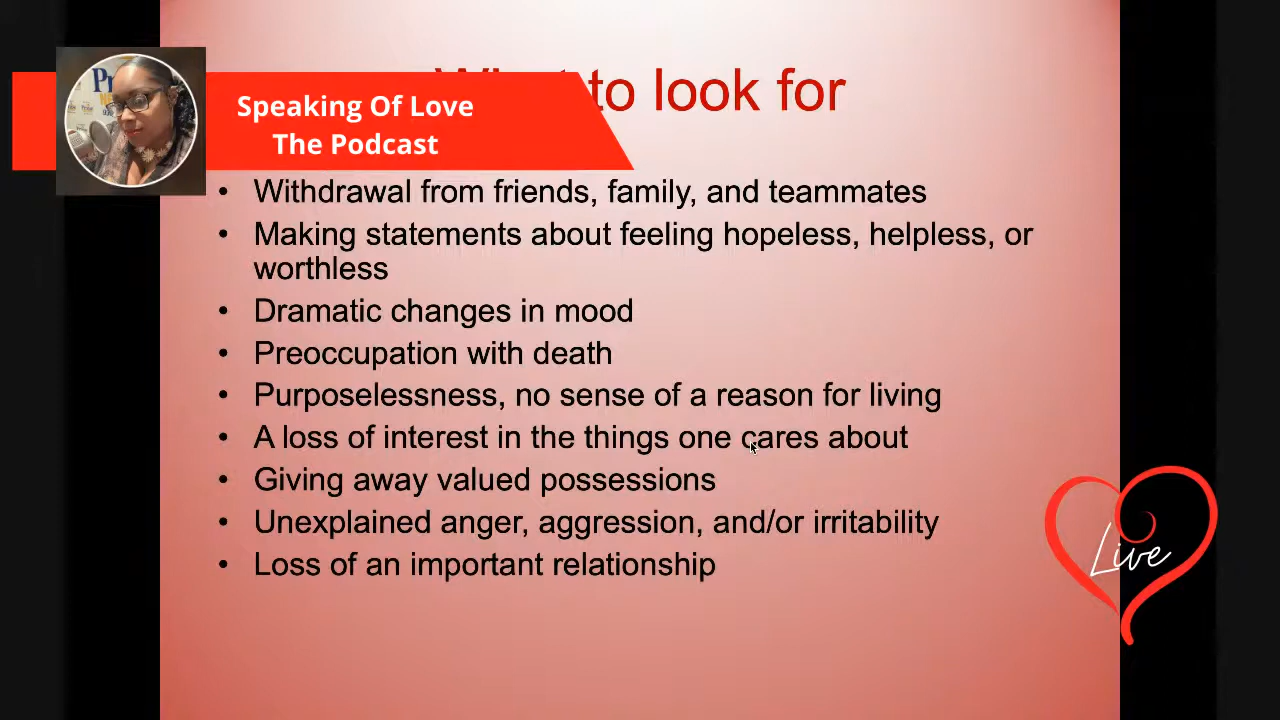 What to look for
Speaking Of Love
The Podcast
• Withdrawal from friends, family, and teammates
• Making statements about feeling hopeless, helpless, or
worthless
• Dramatic changes in mood
• Preoccupation with death
• Purposelessness, no sense of a reason for living
• A loss of interest in the things one cares about
• Giving away valued possessions
• Unexplained anger, aggression, and/or irritability
• Loss of an important relationship
Live